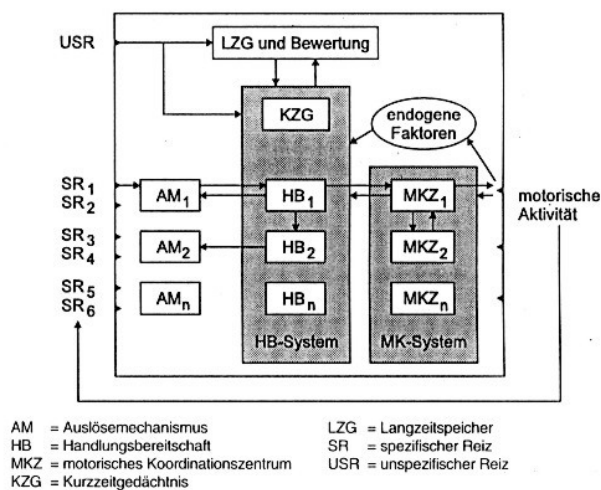 USR
LZG und Bewertung
KZG
endogene
Faktoren
SR1
SR2
AM1
HB1
MKZ1
motorische
Aktivität
SR3
SR4
AM2
HB2
MKZ2
SR5
SR6
AMn
HBn
MKZn
HB-System
MK-System
AM = Auslösemechanismus
HB = Handlungsbereitschaft
MKZ = motorisches Koordinationszentrum
KZG = Kurzzeitgedächtnis
LZG = Langzeitspeicher
SR = spezifischer Reiz
USR = unspezifischer Reiz